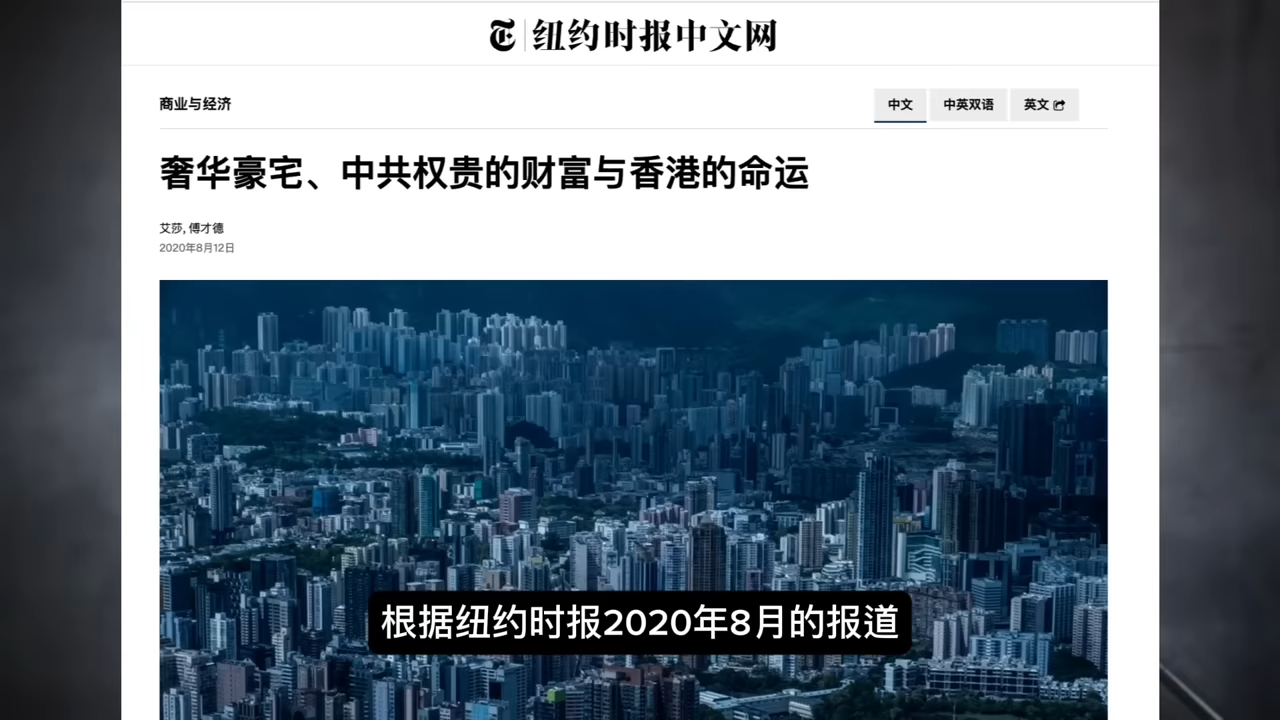 纽约时报中文网
商业与经济
中文 中英双语 英文
奢华豪宅、中共权贵的财富与香港的命运
艾莎, 傅才德
2020年8月12日
根据纽约时报2020年8月的报道